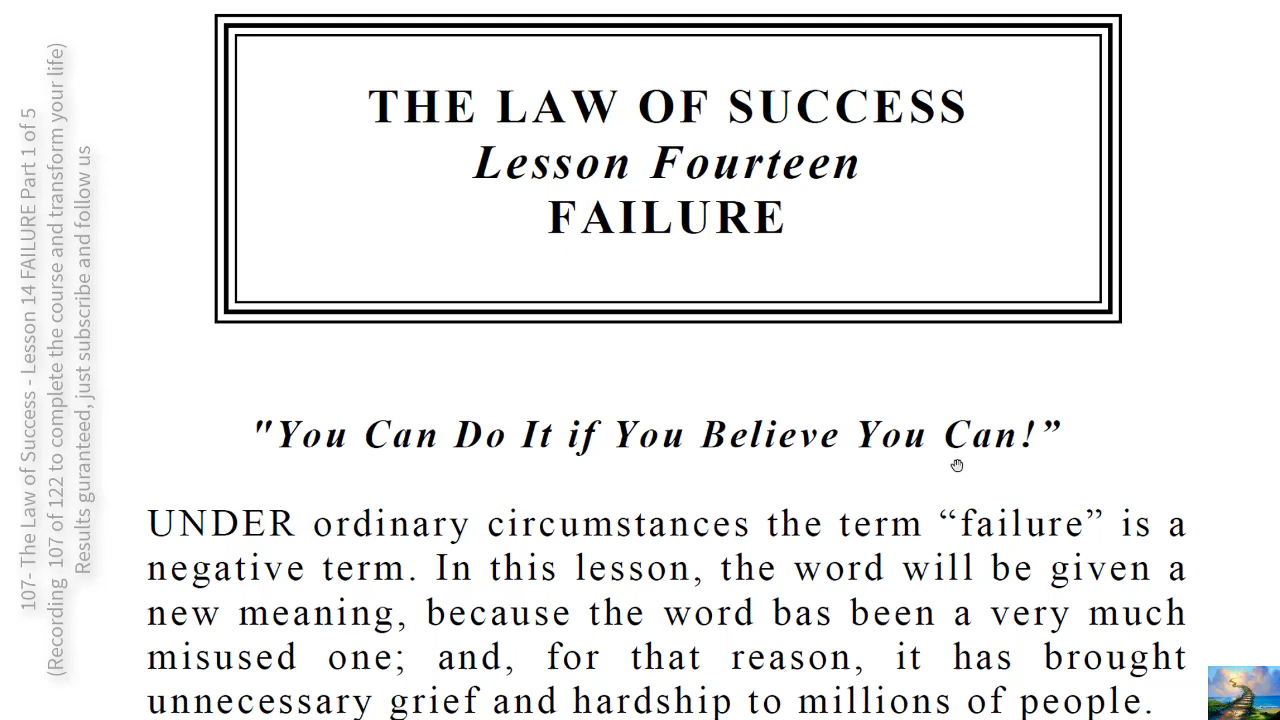 THE LAW OF SUCCESS
Lesson Fourteen
FAILURE
"You Can Do It if You Believe You Can!”
UNDER ordinary circumstances the term “failure” is a
negative term. In this lesson, the word will be given a
new meaning, because the word bas been a very much
misused one; and, for that reason, it has brought
unnecessary grief and hardship to millions of people.
107- The Law of Success - Lesson 14 FAILURE Part 1 of 5
(Recording 107 of 122 to complete the course and transform your life)
Results guranteed, just subscribe and follow us